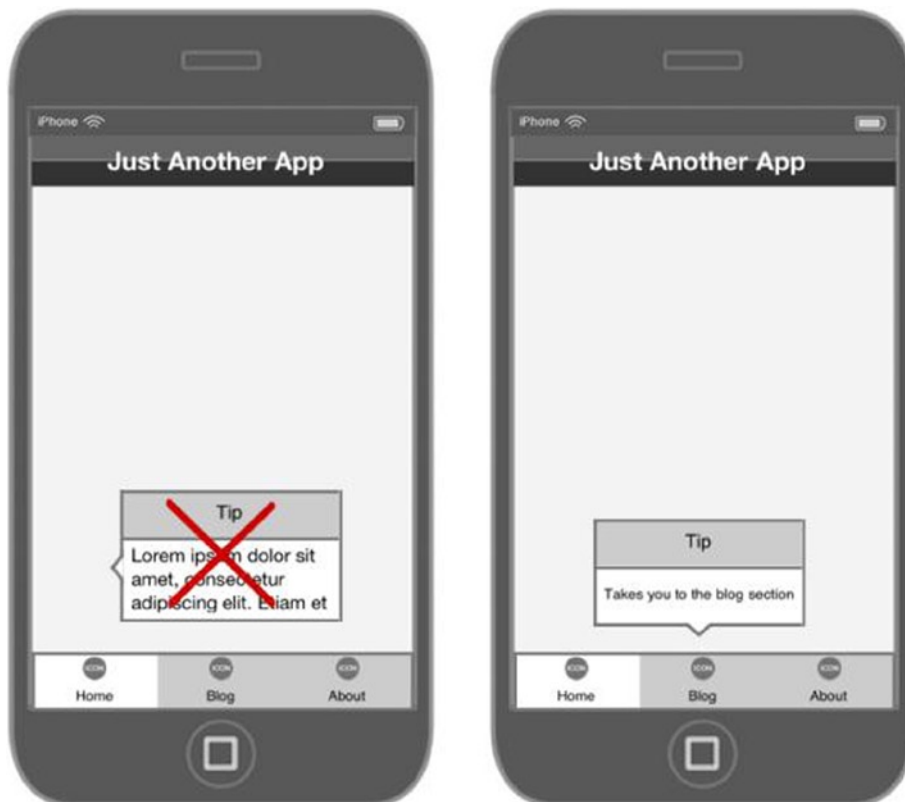 iPhone
Just Another App
Tip
Lorem ipsum dolor sit
amet, consectetur
adipiscing elit. Etiam et
ICON
ICON
ICON
Home
Blog
About
iPhone
Just Another App
Tip
Takes you to the blog section
ICON
ICON
ICON
Home
Blog
About